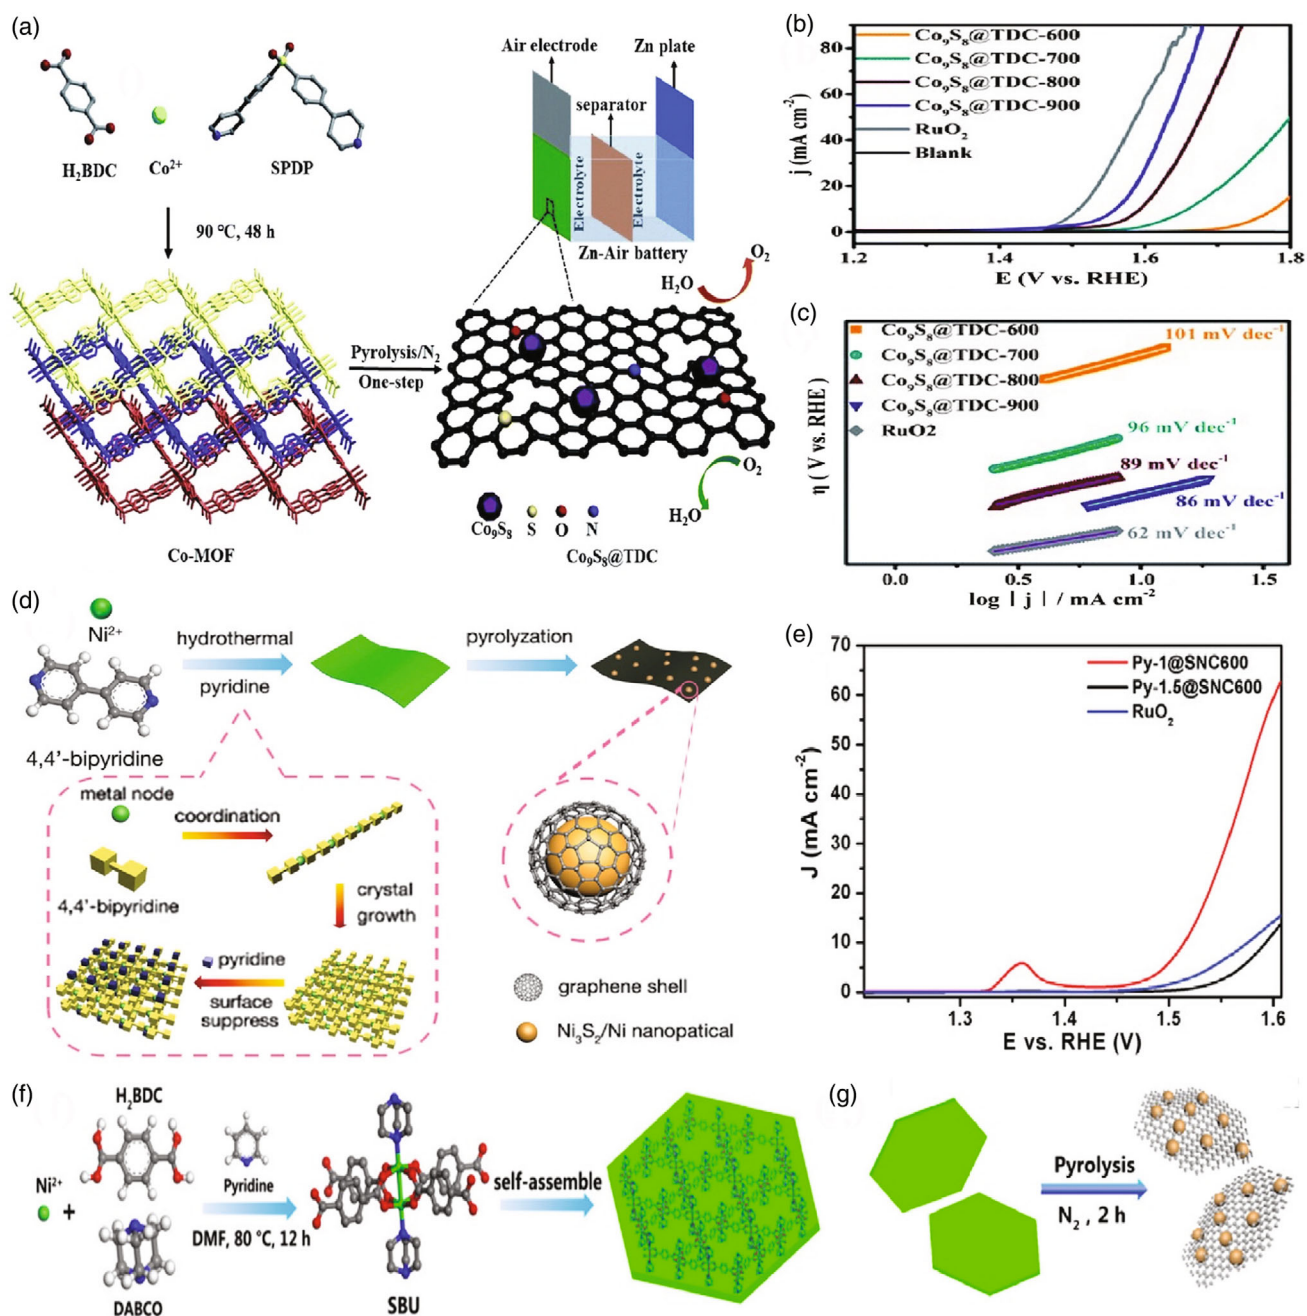 (a)
H₂BDC
Co²⁺
SPDP
90 °C, 48 h
Co-MOF
Pyrolysis/N₂
One-step
Air electrode
Zn plate
separator
Electrolyte
Electrolyte
Zn-Air battery
H₂O
O₂
O₂
H₂O
Co₉S₈
S
O
N
Co₉S₈@TDC
(b)
Co₉S₈@TDC-600
Co₉S₈@TDC-700
Co₉S₈@TDC-800
Co₉S₈@TDC-900
RuO₂
Blank
j (mA cm⁻²)
80
60
40
20
0
1.2
1.4
1.6
1.8
E (V vs. RHE)
(c)
Co₉S₈@TDC-600
Co₉S₈@TDC-700
Co₉S₈@TDC-800
Co₉S₈@TDC-900
RuO2
101 mV dec⁻¹
96 mV dec⁻¹
89 mV dec⁻¹
86 mV dec⁻¹
62 mV dec⁻¹
η (V vs. RHE )
0.0
0.5
1.0
1.5
log | j | / mA cm⁻²
(d)
Ni²⁺
4,4'-bipyridine
hydrothermal
pyridine
pyrolyzation
metal node
4,4'-bipyridine
coordination
crystal
growth
pyridine
surface
suppress
graphene shell
Ni₃S₂/Ni nanopatical
(e)
Py-1@SNC600
Py-1.5@SNC600
RuO₂
J (mA cm⁻²)
70
60
50
40
30
20
10
0
1.3
1.4
1.5
1.6
E vs. RHE (V)
(f)
H₂BDC
Ni²⁺
+
DABCO
Pyridine
DMF, 80 °C, 12 h
SBU
self-assemble
(g)
Pyrolysis
N₂ , 2 h